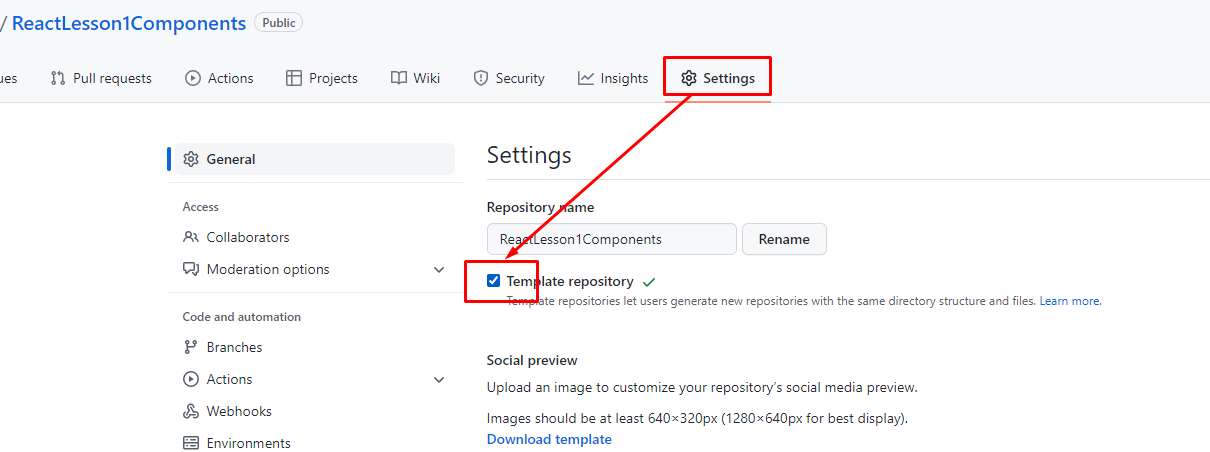 / ReactLesson1Components Public
ues Pull requests Actions Projects Wiki Security Insights Settings
General
Access
Collaborators
Moderation options
Code and automation
Branches
Actions
Webhooks
Environments
Settings
Repository name
ReactLesson1Components Rename
Template repository
Template repositories let users generate new repositories with the same directory structure and files. Learn more.
Social preview
Upload an image to customize your repository's social media preview.
Images should be at least 640×320px (1280×640px for best display).
Download template